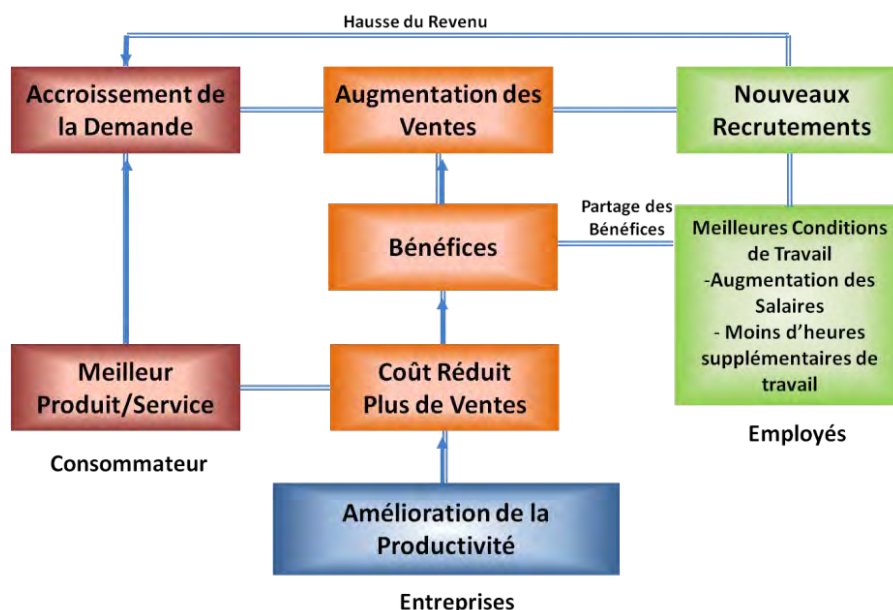 Hausse du Revenu
Accroissement de
la Demande
Augmentation des
Ventes
Nouveaux
Recrutements
Partage des
Bénéfices
Bénéfices
Meilleures Conditions
de Travail
-Augmentation des
Salaires
- Moins d'heures
supplémentaires de
travail
Meilleur
Produit/Service
Coût Réduit
Plus de Ventes
Employés
Consommateur
Amélioration de la
Productivité
Entreprises